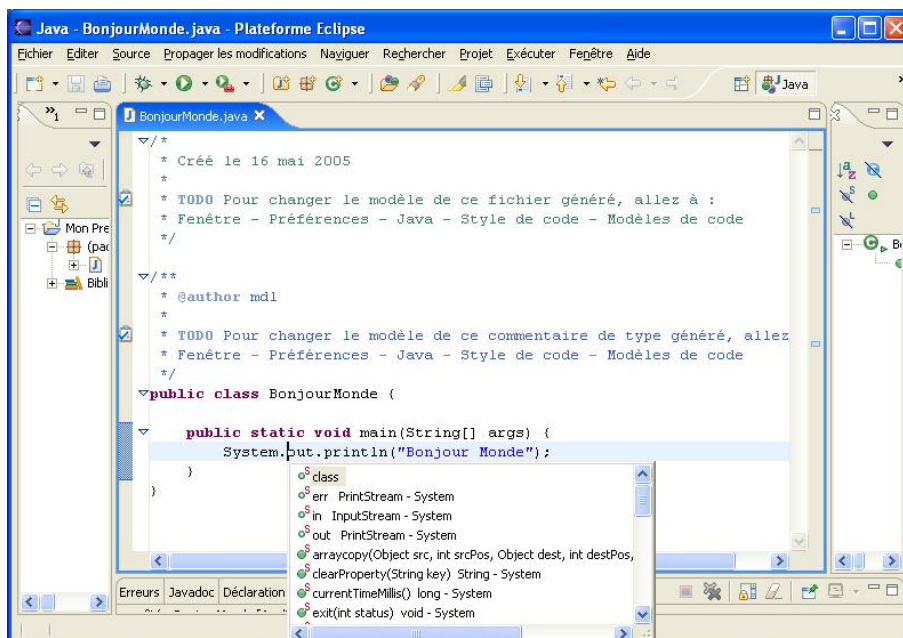 Java - BonjourMonde.java - Plateforme Eclipse
Fichier Editer Source Propager les modifications Naviguer Rechercher Projet Exécuter Fenêtre Aide
Java
BonjourMonde.java
/*
* Créé le 16 mai 2005
*
* TODO Pour changer le modèle de ce fichier généré, allez à :
* Fenêtre - Préférences - Java - Style de code - Modèles de code
*/
/**
* @author mdl
*
* TODO Pour changer le modèle de ce commentaire de type généré, allez
* Fenêtre - Préférences - Java - Style de code - Modèles de code
*/
public class BonjourMonde {
public static void main(String[] args) {
System.out.println("Bonjour Monde");
}
}
Mon Pre
(pac
J
Bibli
class
err PrintStream - System
in InputStream - System
out PrintStream - System
arraycopy(Object src, int srcPos, Object dest, int destPos,
clearProperty(String key) String - System
currentTimeMillis() long - System
exit(int status) void - System
Erreurs Javadoc Déclaration